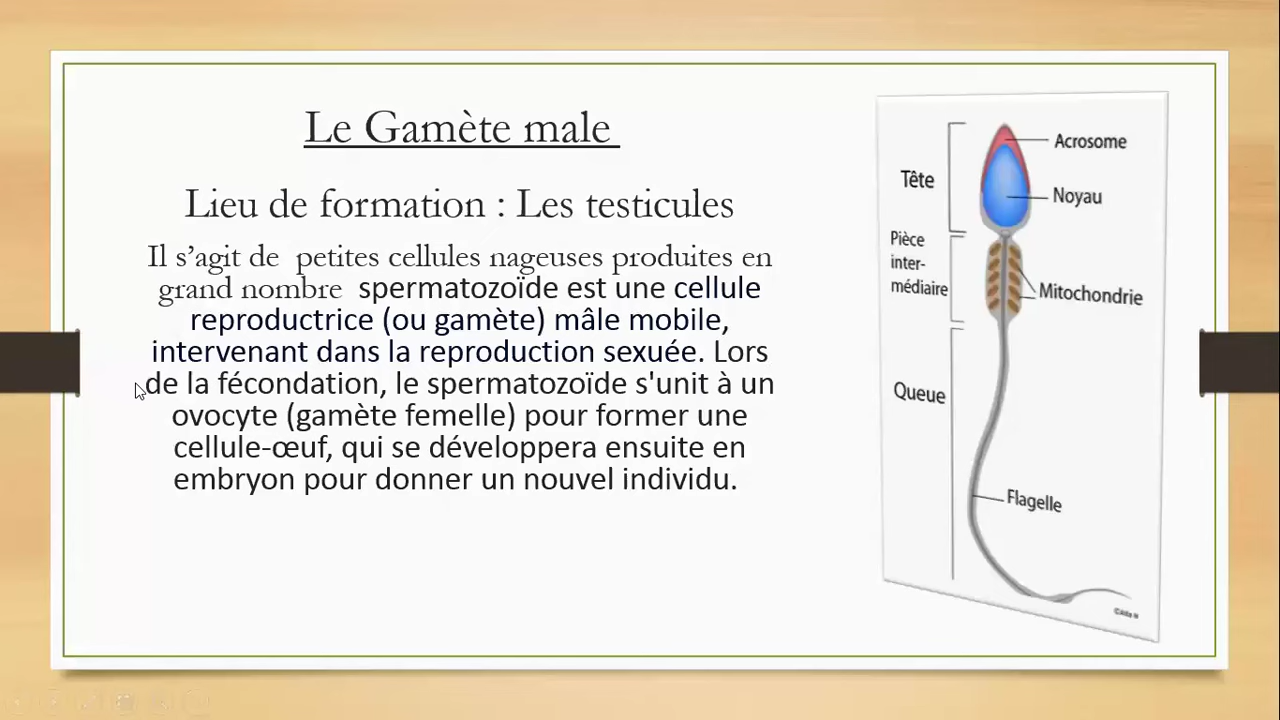 Le Gamète male
Lieu de formation : Les testicules
Il s’agit de petites cellules nageuses produites en
grand nombre spermatozoïde est une cellule
reproductrice (ou gamète) mâle mobile,
intervenant dans la reproduction sexuée. Lors
de la fécondation, le spermatozoïde s'unit à un
ovocyte (gamète femelle) pour former une
cellule-œuf, qui se développera ensuite en
embryon pour donner un nouvel individu.
Acrosome
Tête
Noyau
Pièce
inter-
médiaire
Mitochondrie
Queue
Flagelle